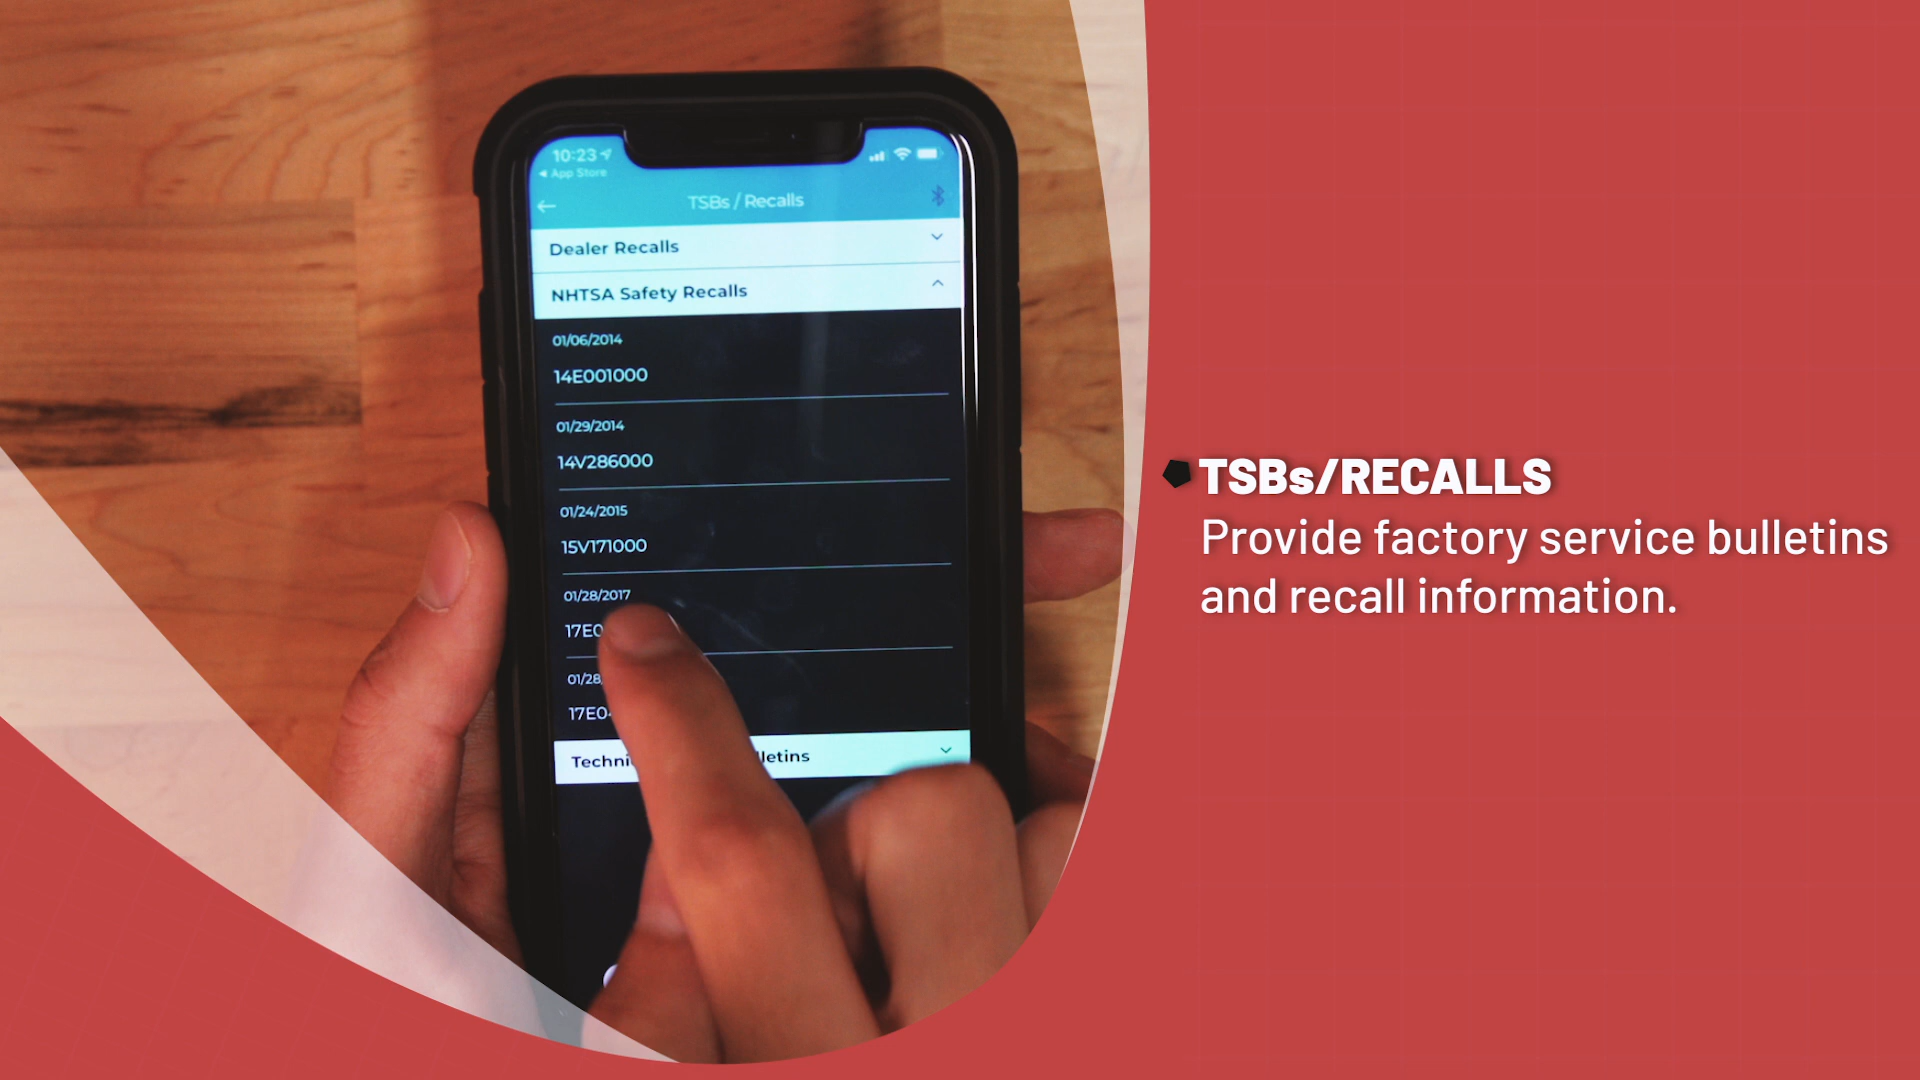 10:23
App Store
TSBs / Recalls
Dealer Recalls
NHTSA Safety Recalls
01/06/2014
14E001000
01/29/2014
14V286000
01/24/2015
15V171000
01/28/2017
TSBs/RECALLS
Provide factory service bulletins
and recall information.